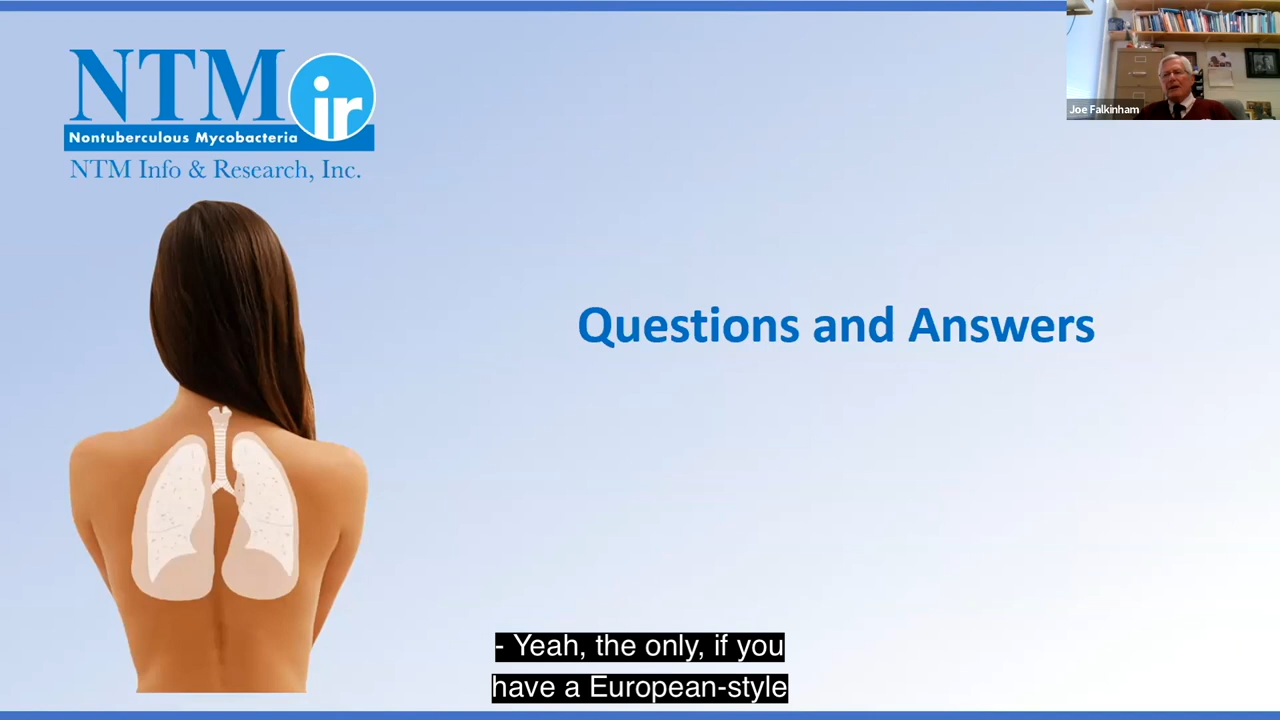 NTM
ir
Nontuberculous Mycobacteria
NTM Info & Research, Inc.
Joe Falkinham
Questions and Answers
- Yeah, the only, if you
have a European-style